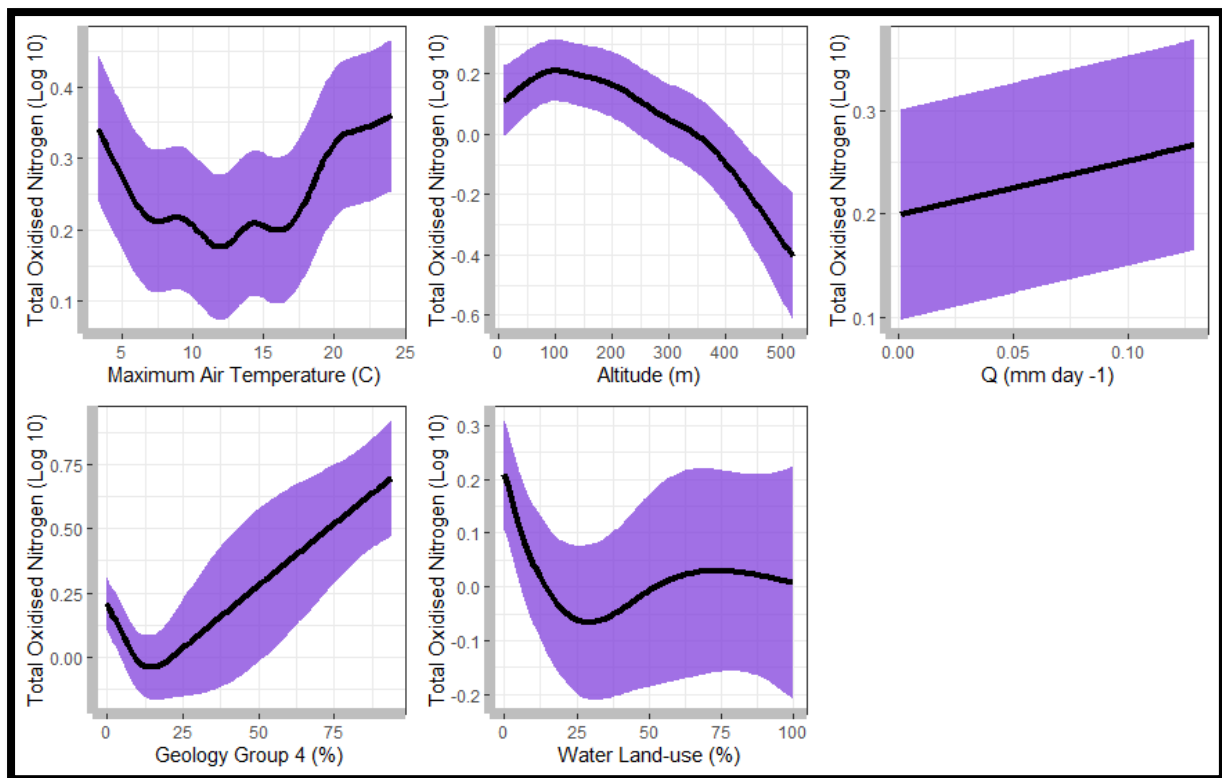 Total Oxidised Nitrogen (Log 10)
0.4
0.3
0.2
0.1
5 10 15 20 25
Maximum Air Temperature (C)
Total Oxidised Nitrogen (Log 10)
0.2
0.0
-0.2
-0.4
-0.6
0 100 200 300 400 500
Altitude (m)
Total Oxidised Nitrogen (Log 10)
0.3
0.2
0.1
0.00 0.05 0.10
Q (mm day -1)
Total Oxidised Nitrogen (Log 10)
0.75
0.50
0.25
0.00
0 25 50 75
Geology Group 4 (%)
Total Oxidised Nitrogen (Log 10)
0.3
0.2
0.1
0.0
-0.1
-0.2
0 25 50 75 100
Water Land-use (%)